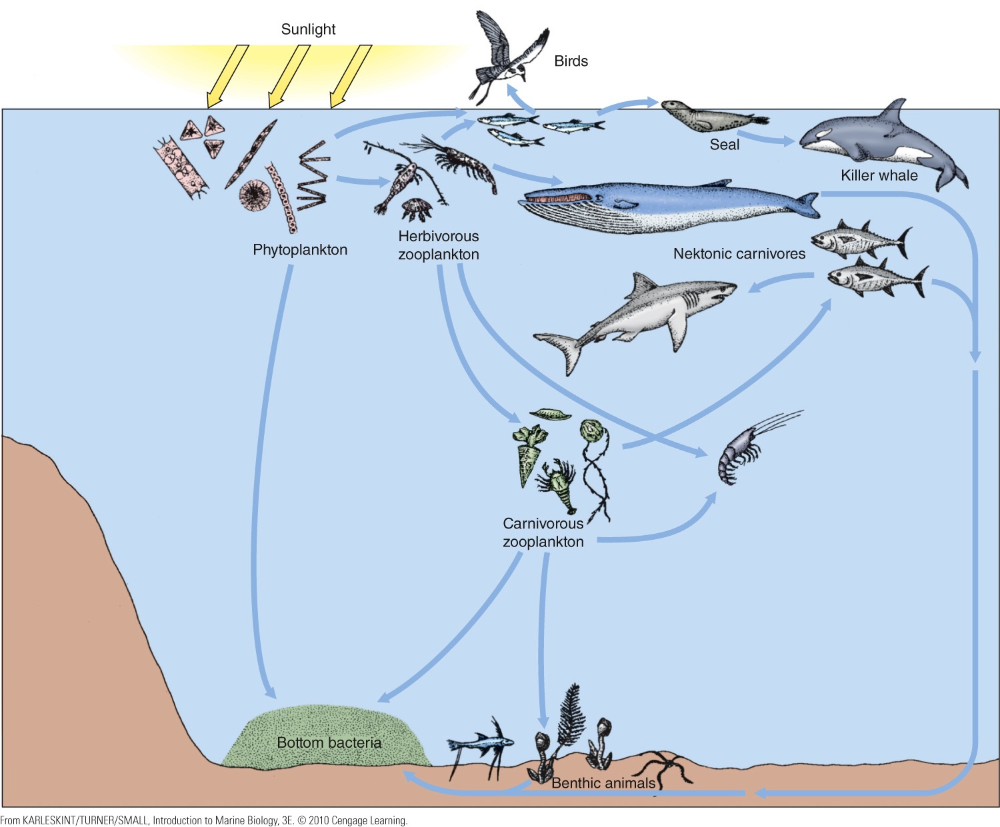 Sunlight
Birds
Seal
Killer whale
Herbivorous
zooplankton
Phytoplankton
Nektonic carnivores
Carnivorous
zooplankton
Bottom bacteria
Benthic animals
From KARLESKINT/TURNER/SMALL, Introduction to Marine Biology, 3E. © 2010 Cengage Learning.